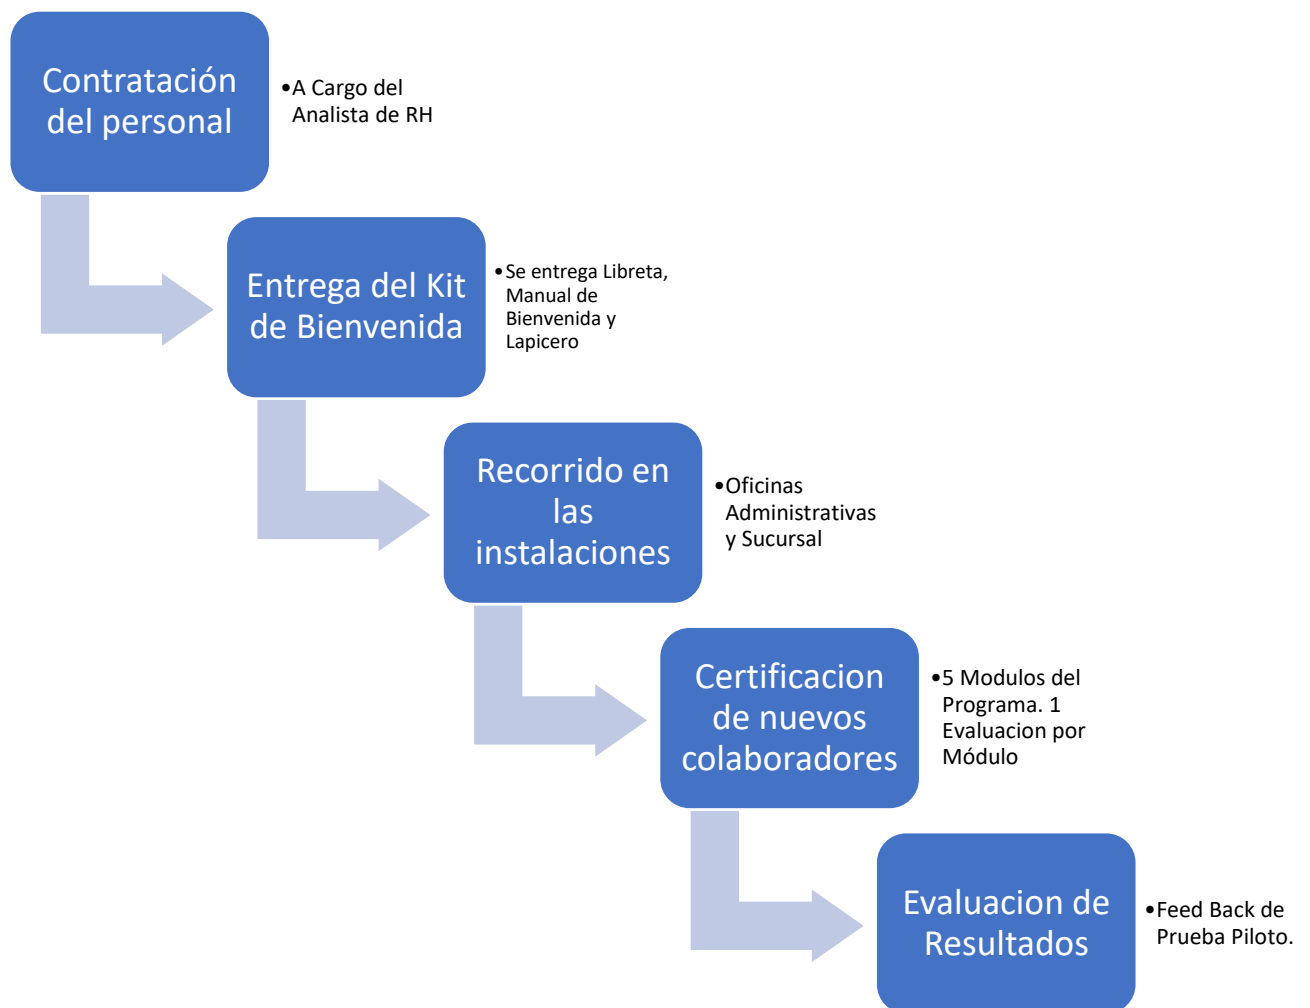 Contratación
del personal
•A Cargo del
Analista de RH
Entrega del Kit
de Bienvenida
•Se entrega Libreta,
Manual de
Bienvenida y
Lapicero
Recorrido en
las
instalaciones
•Oficinas
Administrativas
y Sucursal
Certificacion
de nuevos
colaboradores
•5 Modulos del
Programa. 1
Evaluacion por
Módulo
Evaluacion de
Resultados
•Feed Back de
Prueba Piloto.